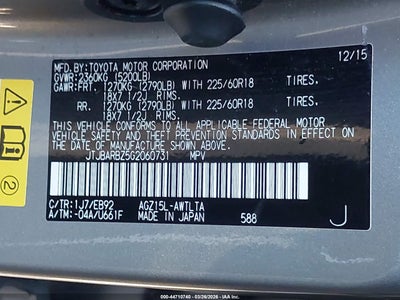 MFD.BY:TOYOTA MOTOR CORPORATION 12/15
GVWR:2360KG (5200LB)
GAWR:FRT. 1270KG (2790LB) WITH 225/60R18 TIRES.
18X7 1/2J RIMS.
RR. 1270KG (2790LB) WITH 225/60R18 TIRES.
18X7 1/2J RIMS.
THIS VEHICLE CONFORMS TO ALL APPLICABLE FEDERAL MOTOR
VEHICLE SAFETY AND THEFT PREVENTION STANDARDS IN EFFECT ON
THE DATE OF MANUFACTURE SHOWN ABOVE.
JTJBARBZ5G2060731 MPV
C/TR:1J7/EB92 AGZ15L-AWTLTA
A/TM:-04A/U661F MADE IN JAPAN 588 J
2
(000-44710740 - 03/26/2026 - IAA Inc. )